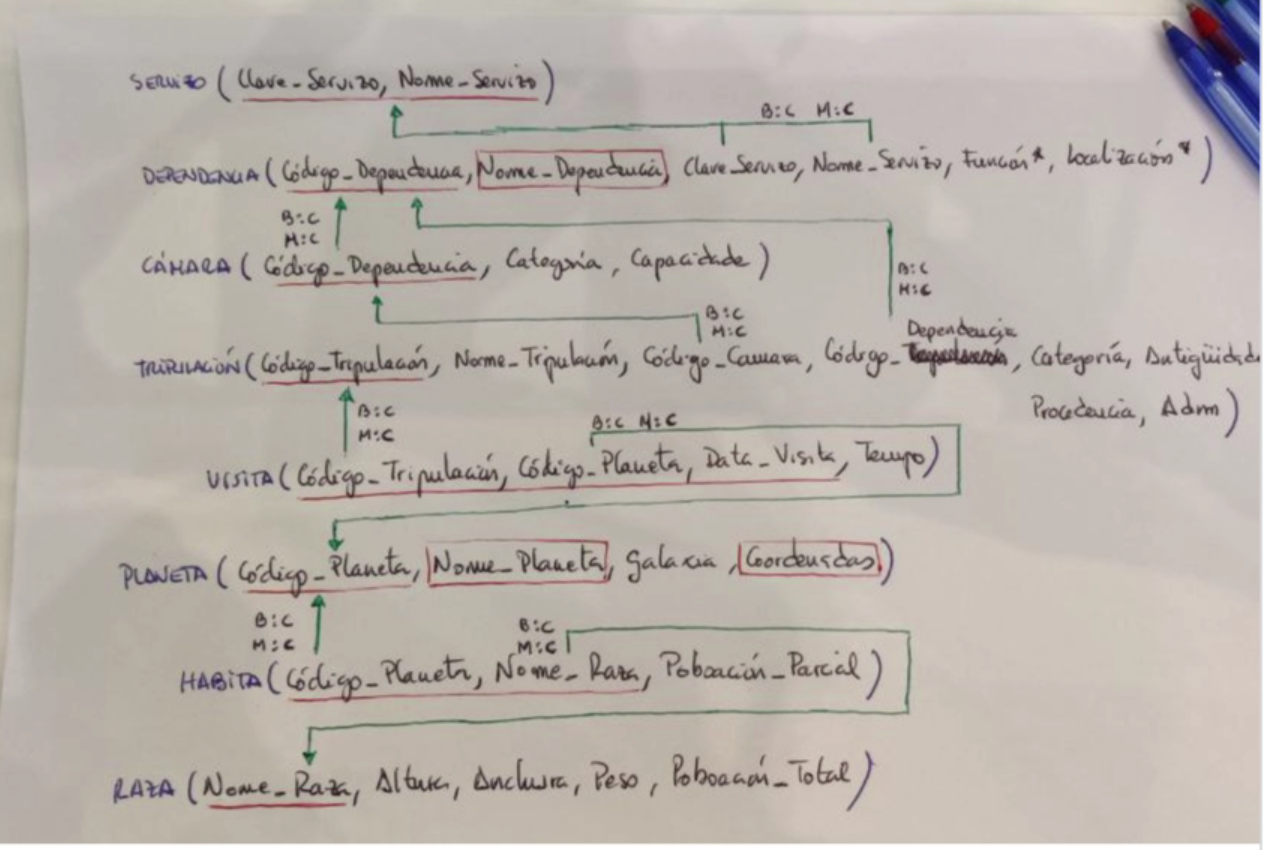 SERVIZO ( Clave_Servizo, Nome_Servizo )
B:C M:C
DEPENDENCIA ( Código_Dependencia, Nome_Dependencia, Clave_Servizo, Nome_Servizo, Función*, Localización* )
B:C
M:C
CÁMARA ( Código_Dependencia, Categoría, Capacidade )
B:C
M:C
B:C
M:C
Dependencia
TRIPULACIÓN ( Código_Tripulación, Nome_Tripulación, Código_Camara, Código_ , Categoría, Antigüidade
Procedencia, Adm )
B:C
M:C
B:C M:C
VISITA ( Código_Tripulación, Código_Planeta, Data_Visita, Tempo )
PLANETA ( Código_Planeta, Nome_Planeta, Galaxia, Coordenadas )
B:C
M:C
B:C
M:C
HABITA ( Código_Planeta, Nome_Raza, Poboación_Parcial )
RAZA ( Nome_Raza, Altura, Anchura, Peso, Poboación_Total )